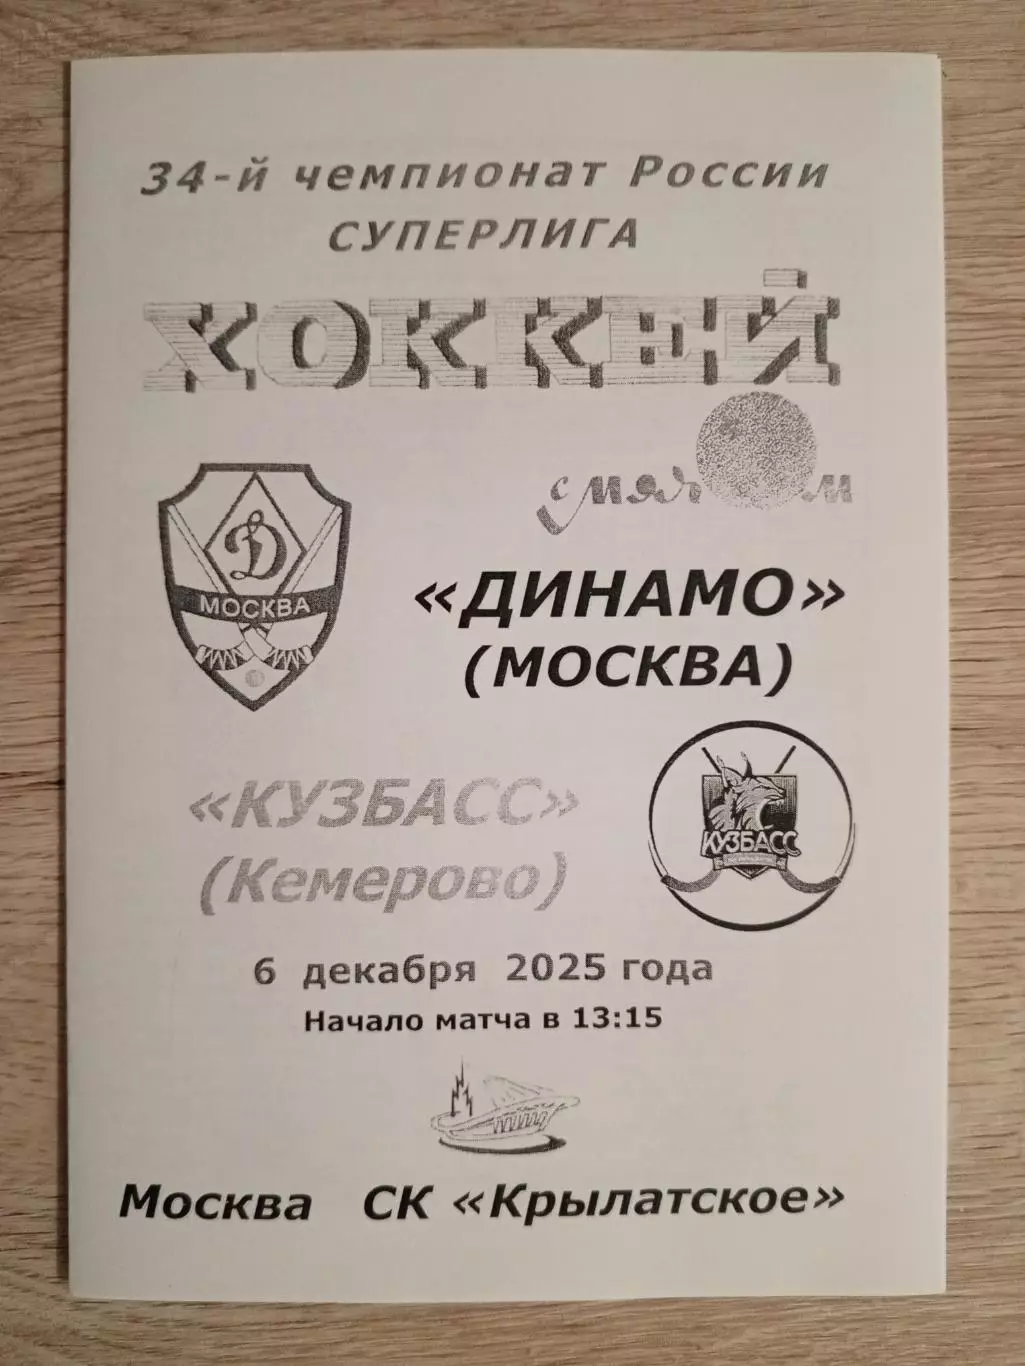 34-й чемпионат России
СУПЕРЛИГА
ХОККЕЙ
с мячом
Д
МОСКВА
«ДИНАМО»
(МОСКВА)
«КУЗБАСС»
(Кемерово)
КУЗБАСС
6 декабря 2025 года
Начало матча в 13:15
Москва СК «Крылатское»